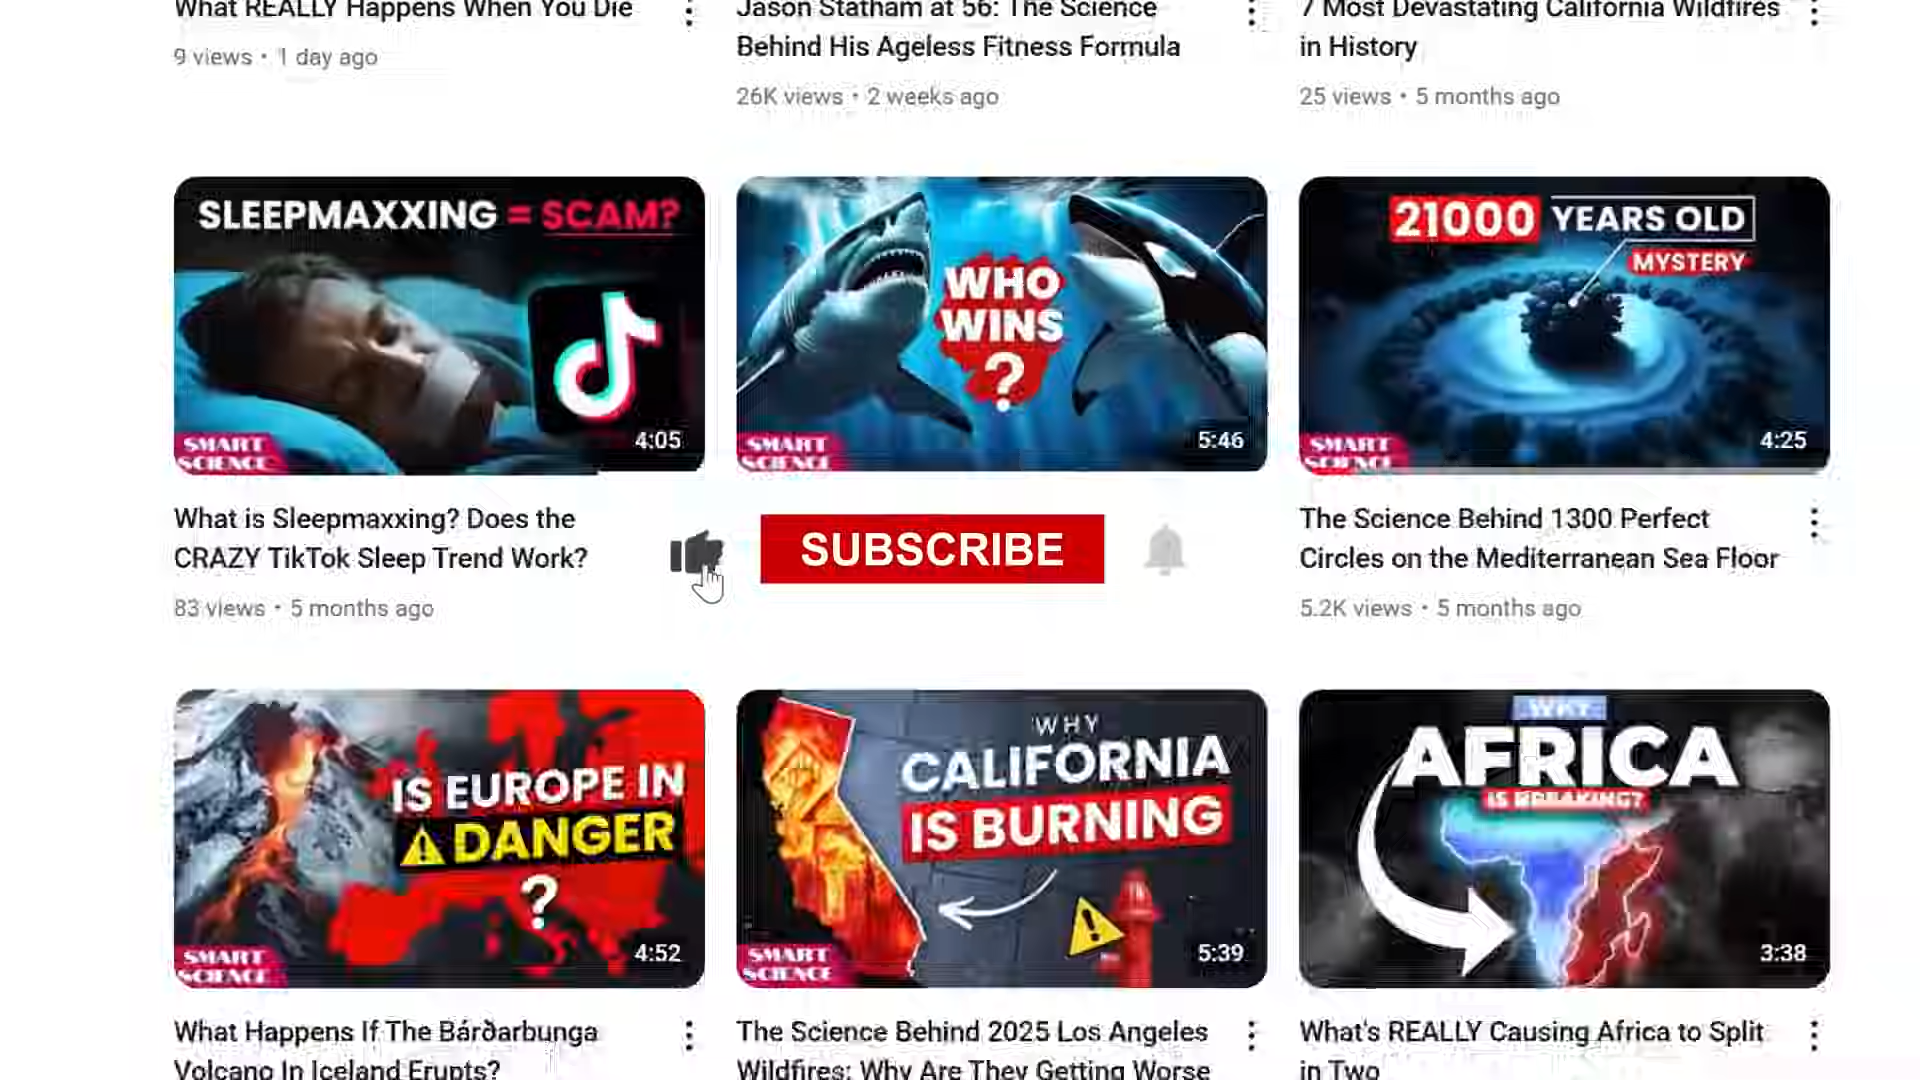 What REALLY Happens When You Die
9 views • 1 day ago
Jason Statham at 56: The Science
Behind His Ageless Fitness Formula
26K views • 2 weeks ago
7 Most Devastating California Wildfires
in History
25 views • 5 months ago
SLEEPMAXXING = SCAM?
SMART
SCIENCE
4:05
WHO
WINS
?
SMART
SCIENCE
5:46
21000 YEARS OLD
MYSTERY
SMART
SCIENCE
4:25
What is Sleepmaxxing? Does the
CRAZY TikTok Sleep Trend Work?
83 views • 5 months ago
SUBSCRIBE
The Science Behind 1300 Perfect
Circles on the Mediterranean Sea Floor
5.2K views • 5 months ago
IS EUROPE IN
DANGER
?
SMART
SCIENCE
4:52
WHY
CALIFORNIA
IS BURNING
SMART
SCIENCE
5:39
WHY
AFRICA
IS BREAKING?
3:38
What Happens If The Bárðarbunga
Volcano In Iceland Erupts?
The Science Behind 2025 Los Angeles
Wildfires: Why Are They Getting Worse
What's REALLY Causing Africa to Split
in Two